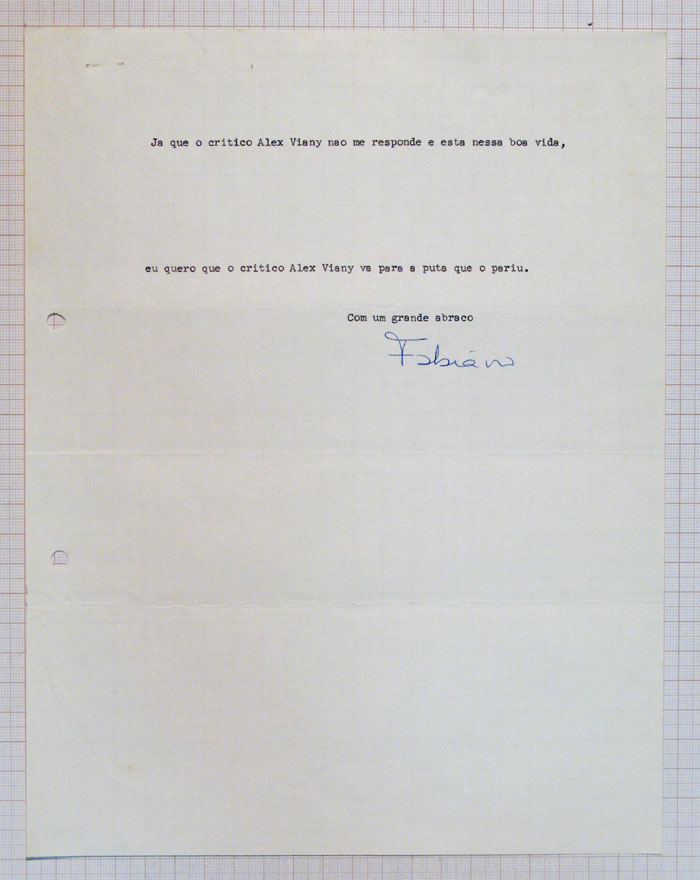 Ja que o critico Alex Viany nao me responde e esta nessa boa vida,
eu quero que o critico Alex Viany va para a puta que o pariu.
Com um grande abraco
Fabiano